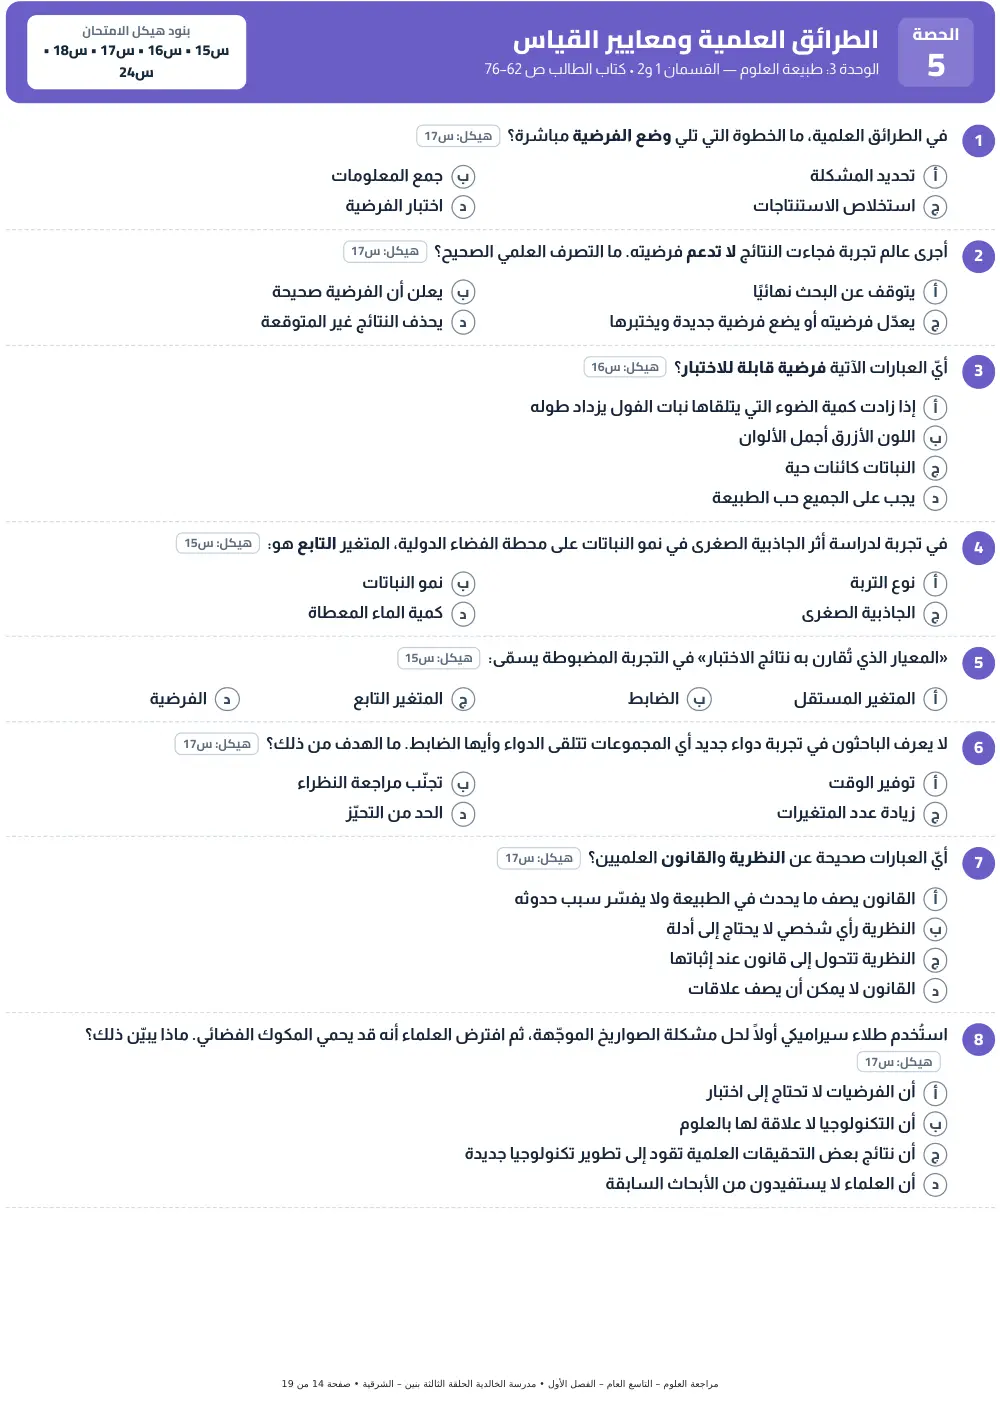 الحصة
5
الطرائق العلمية ومعايير القياس
الوحدة 3: طبيعة العلوم — القسمان 1 و2 • كتاب الطالب ص 62–76
بنود هيكل الامتحان
س15 • س16 • س17 • س18 •
س24
1 في الطرائق العلمية، ما الخطوة التي تلي وضع الفرضية مباشرة؟ هيكل: س17
أ تحديد المشكلة
ب جمع المعلومات
ج استخلاص الاستنتاجات
د اختبار الفرضية
2 أجرى عالم تجربة فجاءت النتائج لا تدعم فرضيته. ما التصرف العلمي الصحيح؟ هيكل: س17
أ يتوقف عن البحث نهائيًا
ب يعلن أن الفرضية صحيحة
ج يعدّل فرضيته أو يضع فرضية جديدة ويختبرها
د يحذف النتائج غير المتوقعة
3 أيّ العبارات الآتية فرضية قابلة للاختبار؟ هيكل: س16
أ إذا زادت كمية الضوء التي يتلقاها نبات الفول يزداد طوله
ب اللون الأزرق أجمل الألوان
ج النباتات كائنات حية
د يجب على الجميع حب الطبيعة
4 في تجربة لدراسة أثر الجاذبية الصغرى في نمو النباتات على محطة الفضاء الدولية، المتغير التابع هو: هيكل: س15
أ نوع التربة
ب نمو النباتات
ج الجاذبية الصغرى
د كمية الماء المعطاة
5 «المعيار الذي تُقارن به نتائج الاختبار» في التجربة المضبوطة يسمّى: هيكل: س15
أ المتغير المستقل
ب الضابط
ج المتغير التابع
د الفرضية
6 لا يعرف الباحثون في تجربة دواء جديد أي المجموعات تتلقى الدواء وأيها الضابط. ما الهدف من ذلك؟ هيكل: س17
أ توفير الوقت
ب تجنّب مراجعة النظراء
ج زيادة عدد المتغيرات
د الحد من التحيّز
7 أيّ العبارات صحيحة عن النظرية والقانون العلميين؟ هيكل: س17
أ القانون يصف ما يحدث في الطبيعة ولا يفسّر سبب حدوثه
ب النظرية رأي شخصي لا يحتاج إلى أدلة
ج النظرية تتحول إلى قانون عند إثباتها
د القانون لا يمكن أن يصف علاقات
8 استُخدم طلاء سيراميكي أولاً لحل مشكلة الصواريخ الموجّهة، ثم افترض العلماء أنه قد يحمي المكوك الفضائي. ماذا يبيّن ذلك؟
هيكل: س17
أ أن الفرضيات لا تحتاج إلى اختبار
ب أن التكنولوجيا لا علاقة لها بالعلوم
ج أن نتائج بعض التحقيقات العلمية تقود إلى تطوير تكنولوجيا جديدة
د أن العلماء لا يستفيدون من الأبحاث السابقة
مراجعة العلوم – التاسع العام – الفصل الأول • مدرسة الخالدية الحلقة الثالثة بنين – الشرقية • صفحة 14 من 19